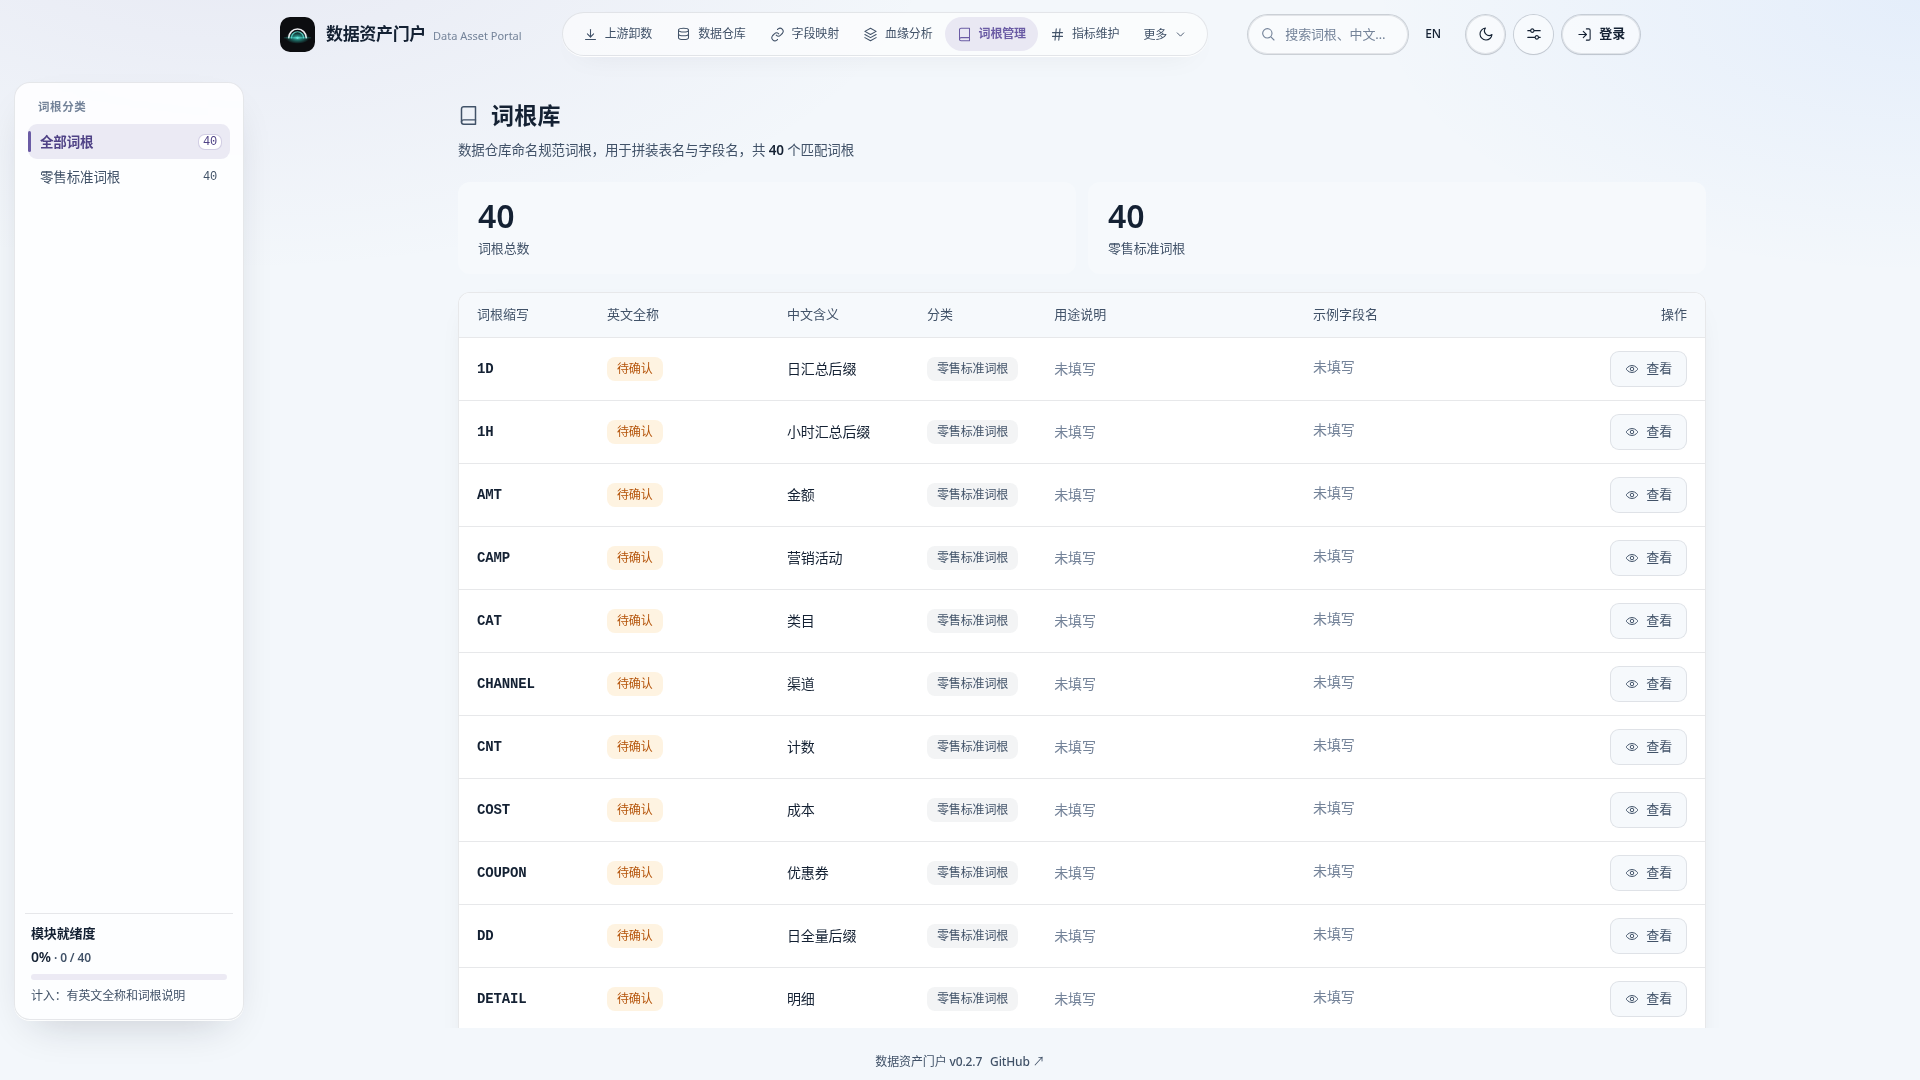 数据资产门户 Data Asset Portal
上游卸数 数据仓库 字段映射 血缘分析 词根管理 指标维护 更多
搜索词根、中文... EN 登录
词根分类
全部词根 40
零售标准词根 40
模块就绪度
0% · 0 / 40
计入：有英文全称和词根说明
词根库
数据仓库命名规范词根，用于拼装表名与字段名，共 40 个匹配词根
40
词根总数
40
零售标准词根
词根缩写 英文全称 中文含义 分类 用途说明 示例字段名 操作
1D 待确认 日汇总后缀 零售标准词根 未填写 未填写 查看
1H 待确认 小时汇总后缀 零售标准词根 未填写 未填写 查看
AMT 待确认 金额 零售标准词根 未填写 未填写 查看
CAMP 待确认 营销活动 零售标准词根 未填写 未填写 查看
CAT 待确认 类目 零售标准词根 未填写 未填写 查看
CHANNEL 待确认 渠道 零售标准词根 未填写 未填写 查看
CNT 待确认 计数 零售标准词根 未填写 未填写 查看
COST 待确认 成本 零售标准词根 未填写 未填写 查看
COUPON 待确认 优惠券 零售标准词根 未填写 未填写 查看
DD 待确认 日全量后缀 零售标准词根 未填写 未填写 查看
DETAIL 待确认 明细 零售标准词根 未填写 未填写 查看
数据资产门户 v0.2.7 GitHub ↗